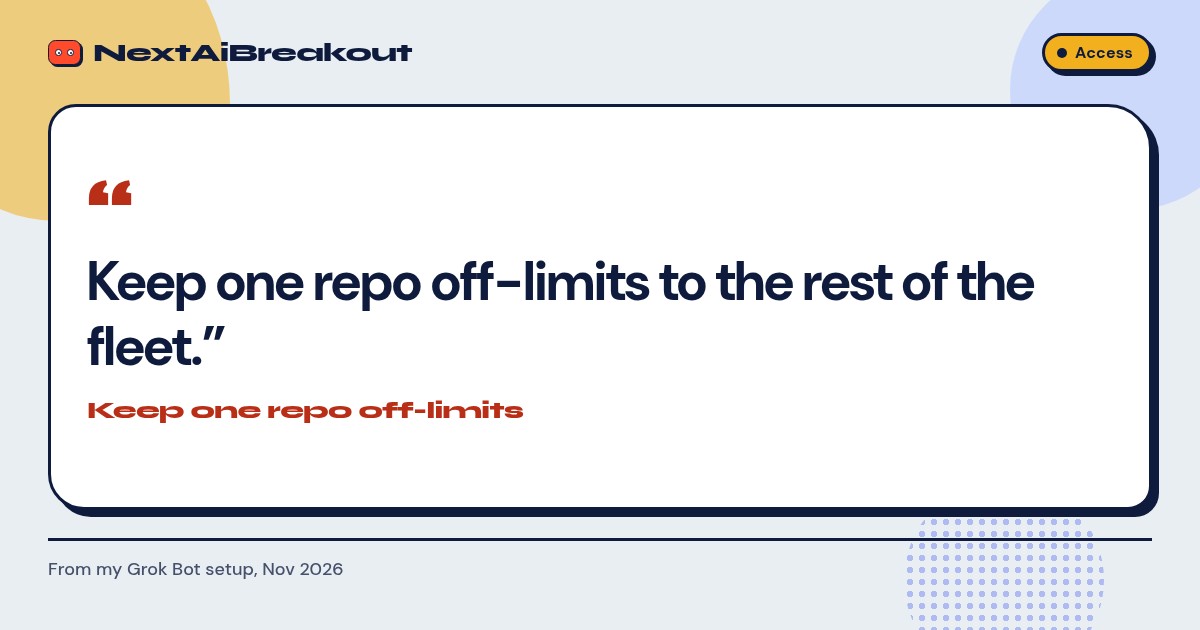 NextAiBreakout
Access
“
Keep one repo off-limits to the rest of the
fleet.”
Keep one repo off-limits
From my Grok Bot setup, Nov 2026